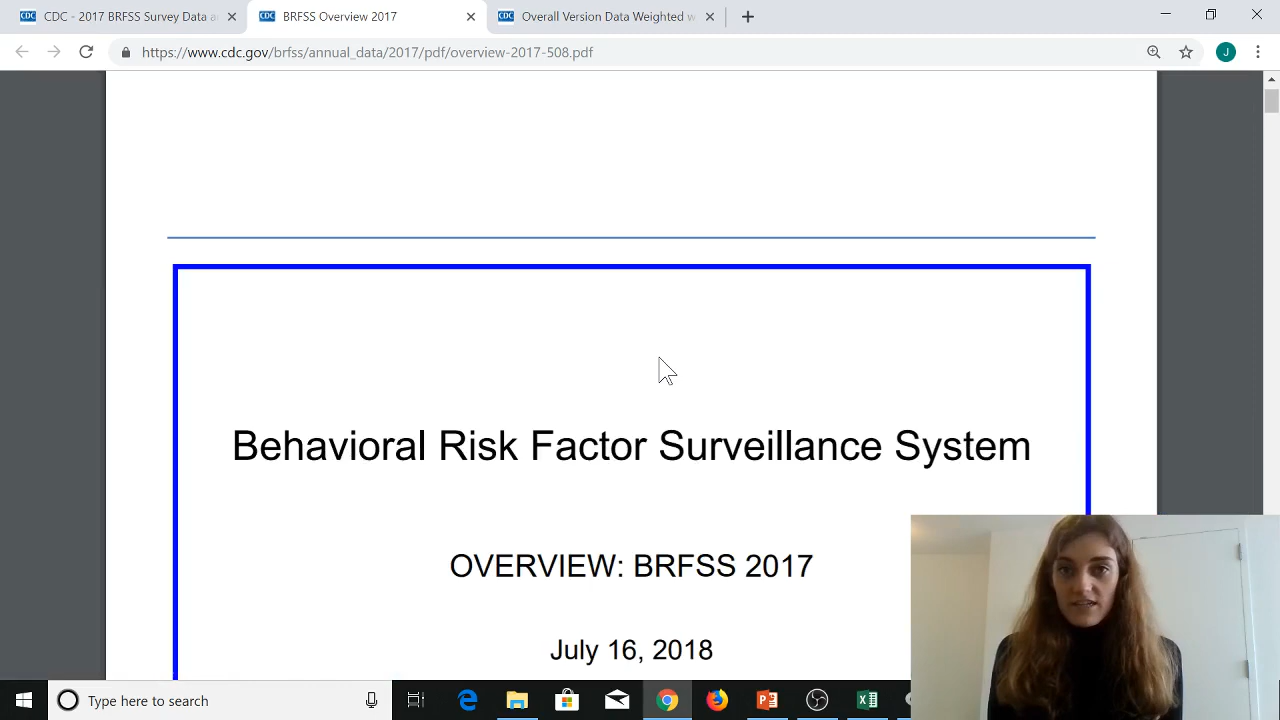 CDC - 2017 BRFSS Survey Data a
BRFSS Overview 2017
Overall Version Data Weighted w
https://www.cdc.gov/brfss/annual_data/2017/pdf/overview-2017-508.pdf
J
Behavioral Risk Factor Surveillance System
OVERVIEW: BRFSS 2017
July 16, 2018
Type here to search